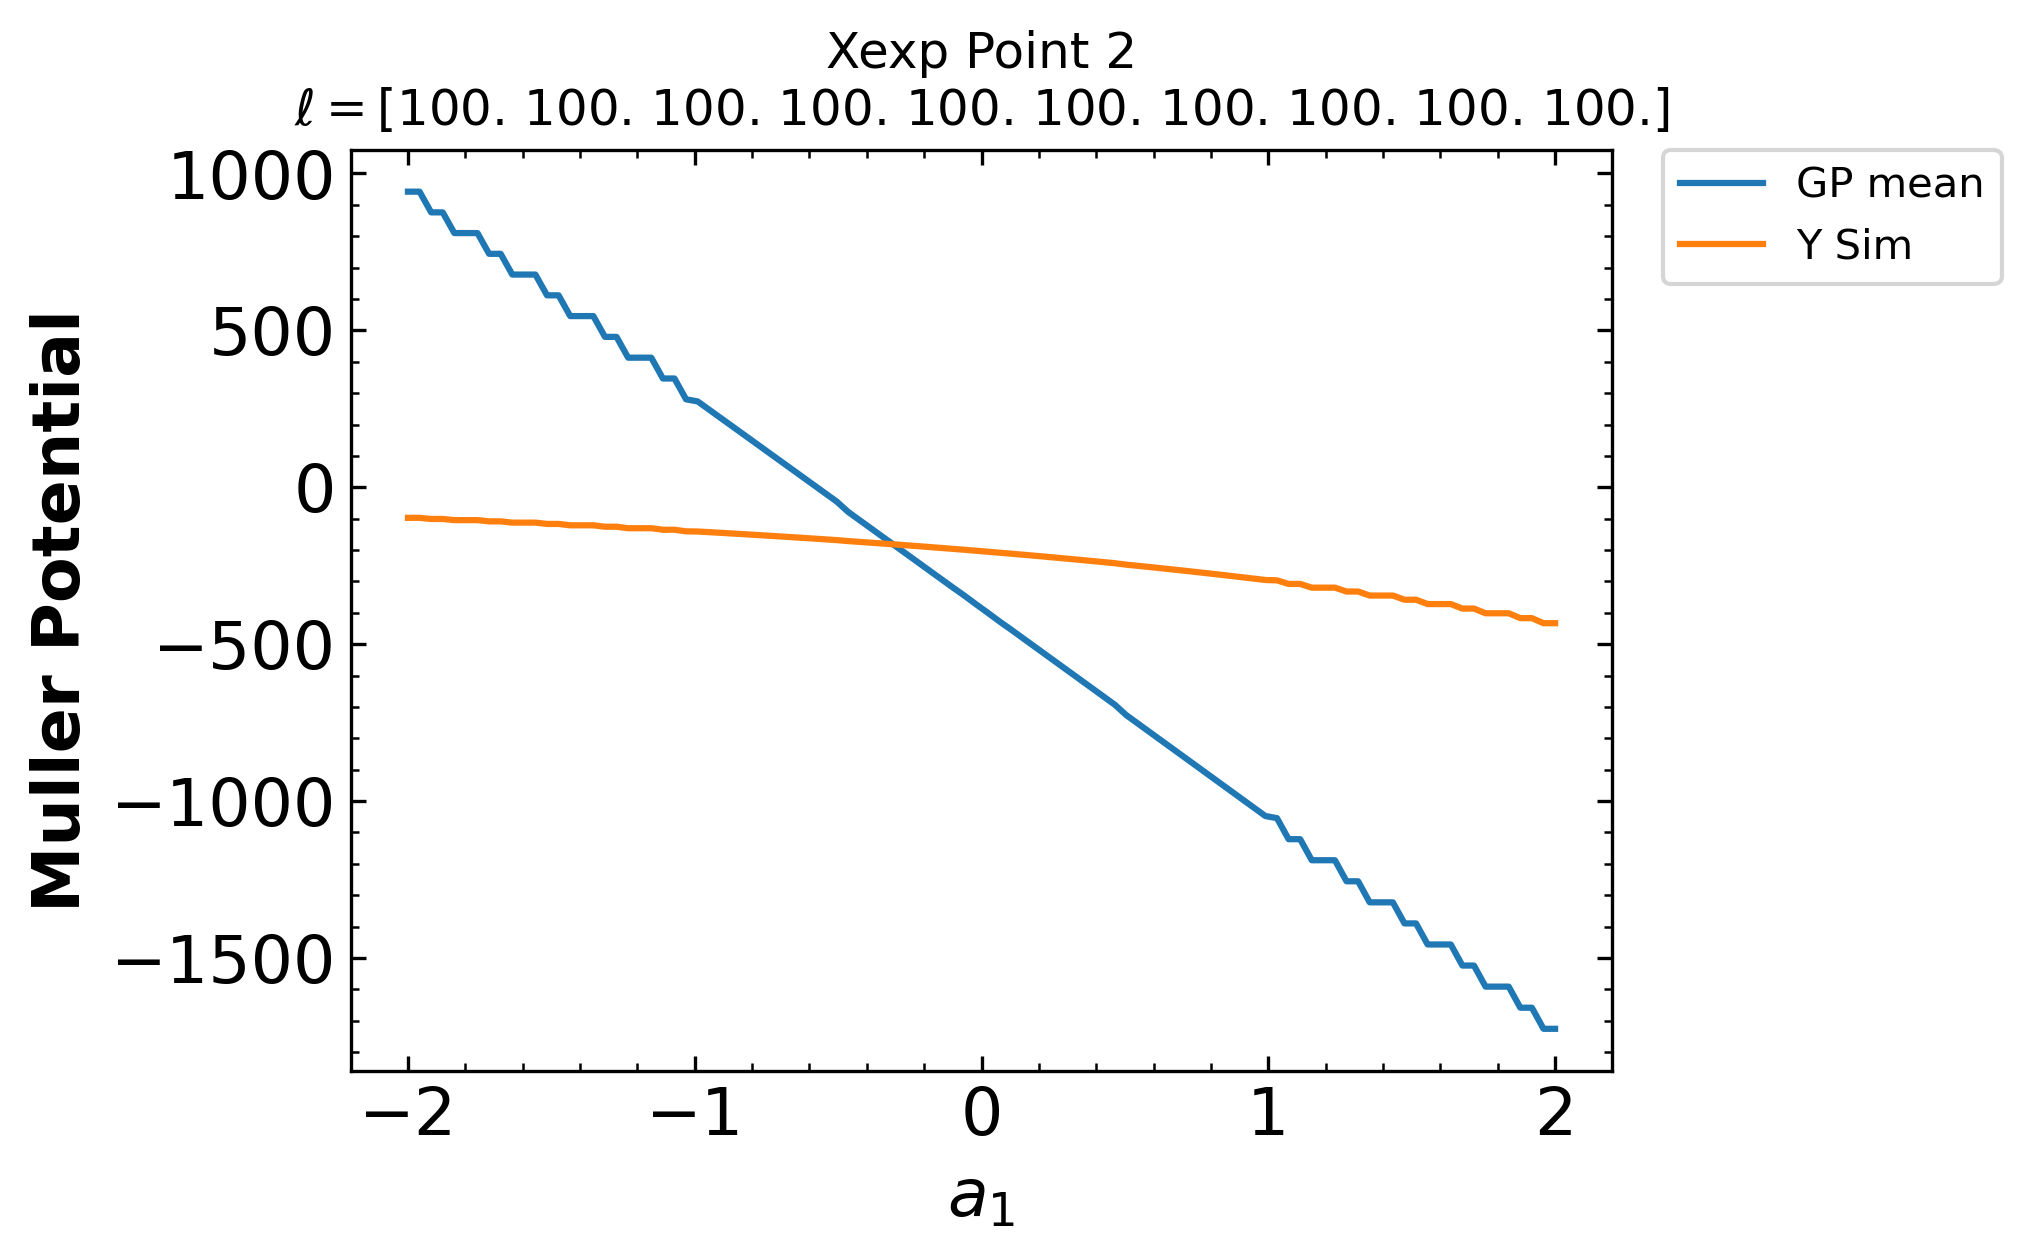 Xexp Point 2
ℓ = [100. 100. 100. 100. 100. 100. 100. 100. 100. 100.]
GP mean
Y Sim
Muller Potential
1000
500
0
−500
−1000
−1500
−2 −1 0 1 2
a₁